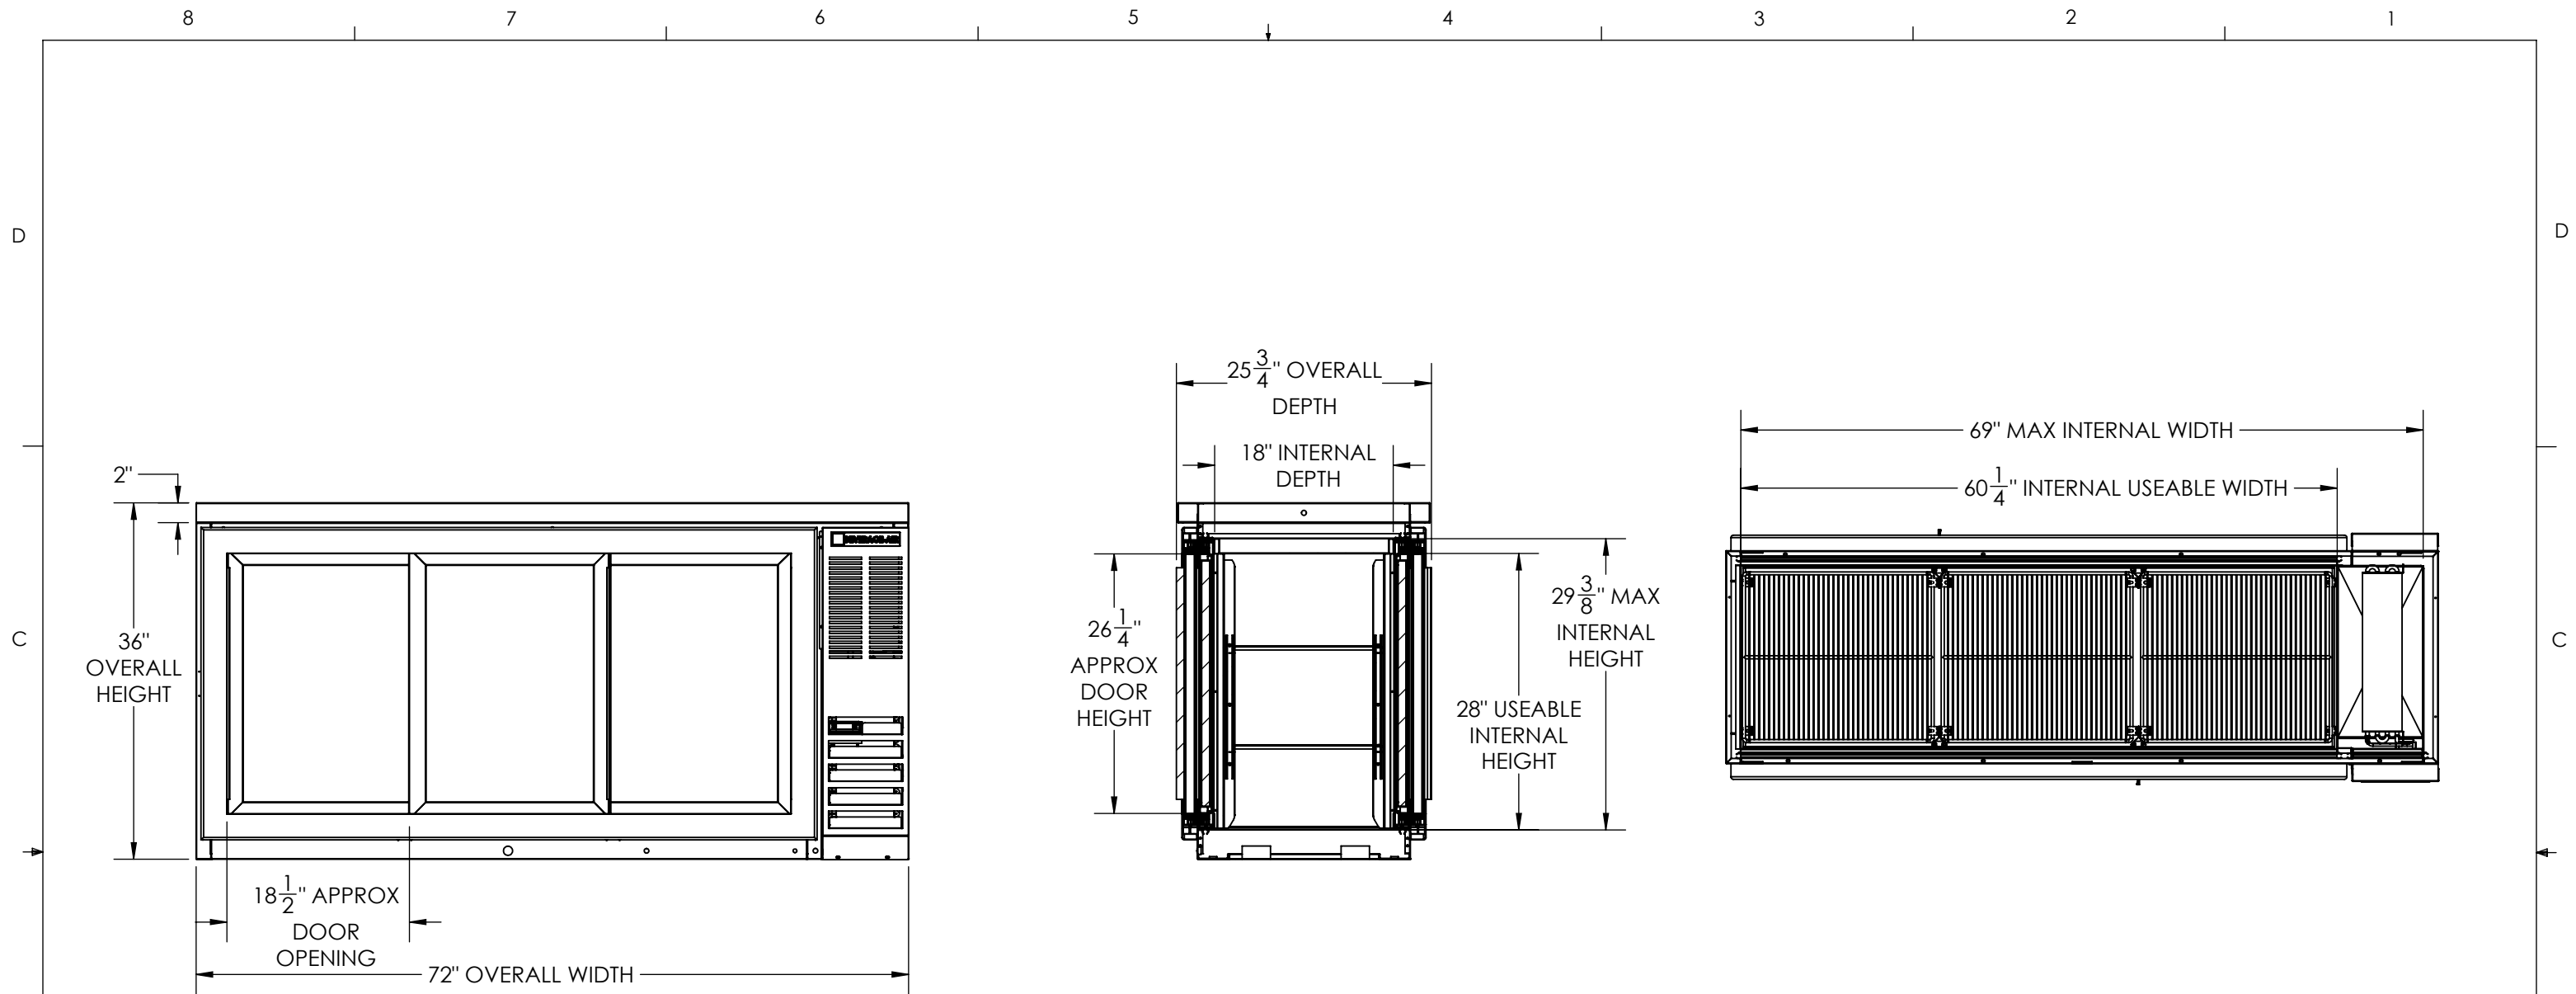 8 7 6 5 4 3 2 1
D D
C C
2"
36"
OVERALL
HEIGHT
BEVERAGE-AIR
18 1/2" APPROX
DOOR
OPENING
72" OVERALL WIDTH
25 3/4" OVERALL
DEPTH
18" INTERNAL
DEPTH
26 1/4"
APPROX
DOOR
HEIGHT
28" USEABLE
INTERNAL
HEIGHT
29 3/8" MAX
INTERNAL
HEIGHT
69" MAX INTERNAL WIDTH
60 1/4" INTERNAL USEABLE WIDTH